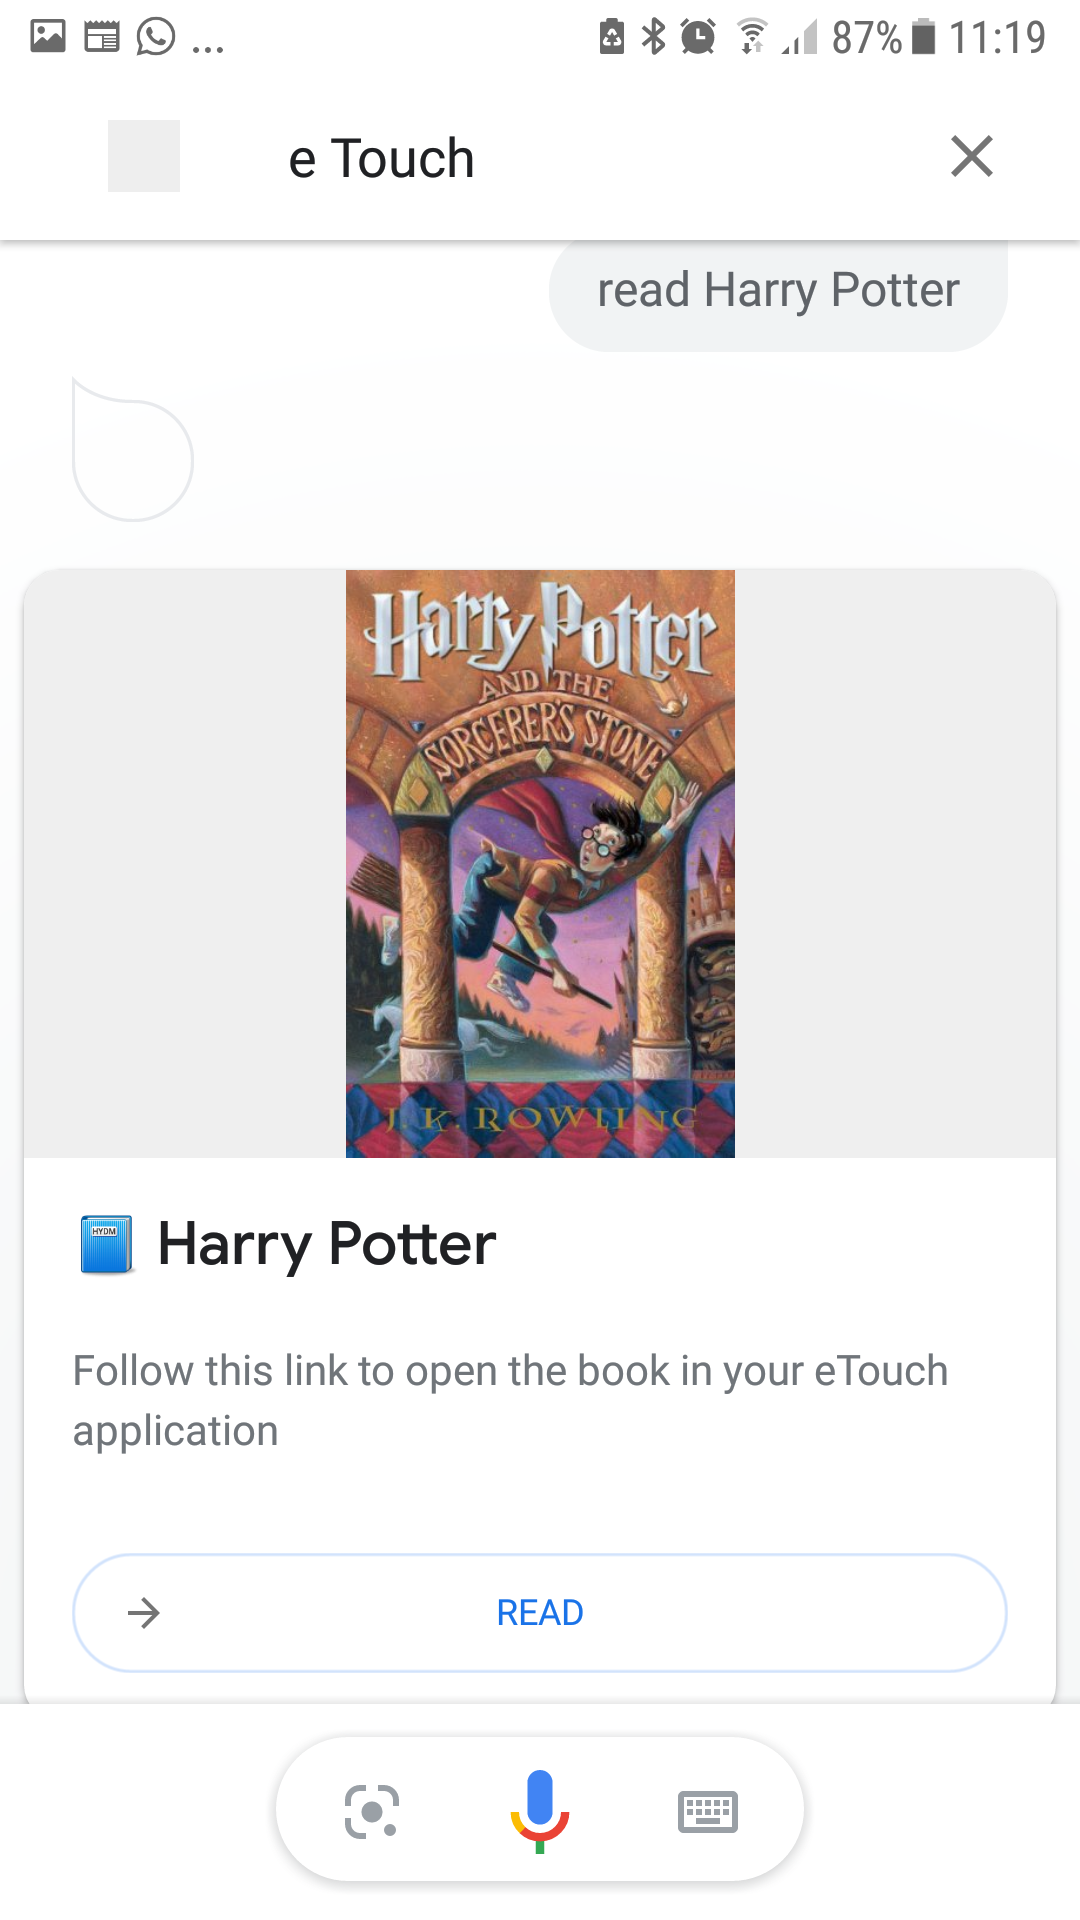 ... 87% 11:19
e Touch
read Harry Potter
Harry Potter
AND THE
SORCERER'S STONE
J. K. ROWLING
HYDM
Harry Potter
Follow this link to open the book in your eTouch
application
READ